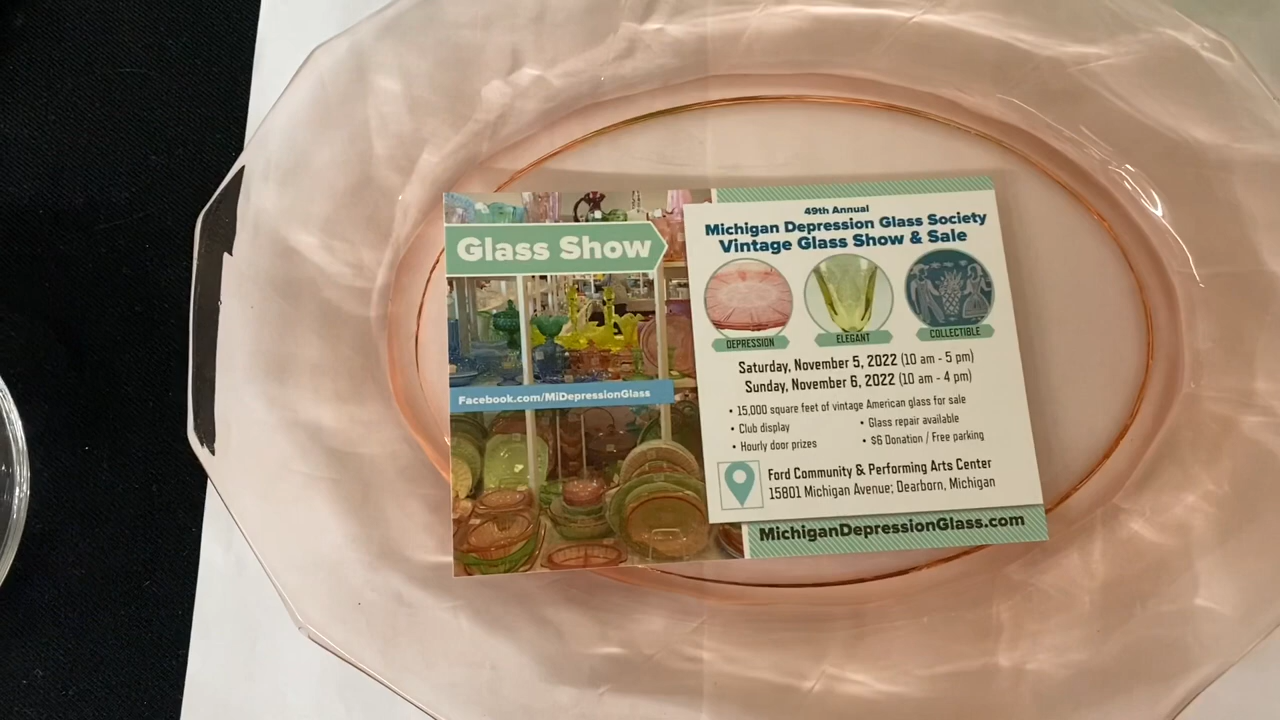 Glass Show
Facebook.com/MiDepressionGlass
49th Annual
Michigan Depression Glass Society
Vintage Glass Show & Sale
DEPRESSION
ELEGANT
COLLECTIBLE
Saturday, November 5, 2022 (10 am - 5 pm)
Sunday, November 6, 2022 (10 am - 4 pm)
• 15,000 square feet of vintage American glass for sale
• Club display
• Glass repair available
• Hourly door prizes
• $6 Donation / Free parking
Ford Community & Performing Arts Center
15801 Michigan Avenue; Dearborn, Michigan
MichiganDepressionGlass.com